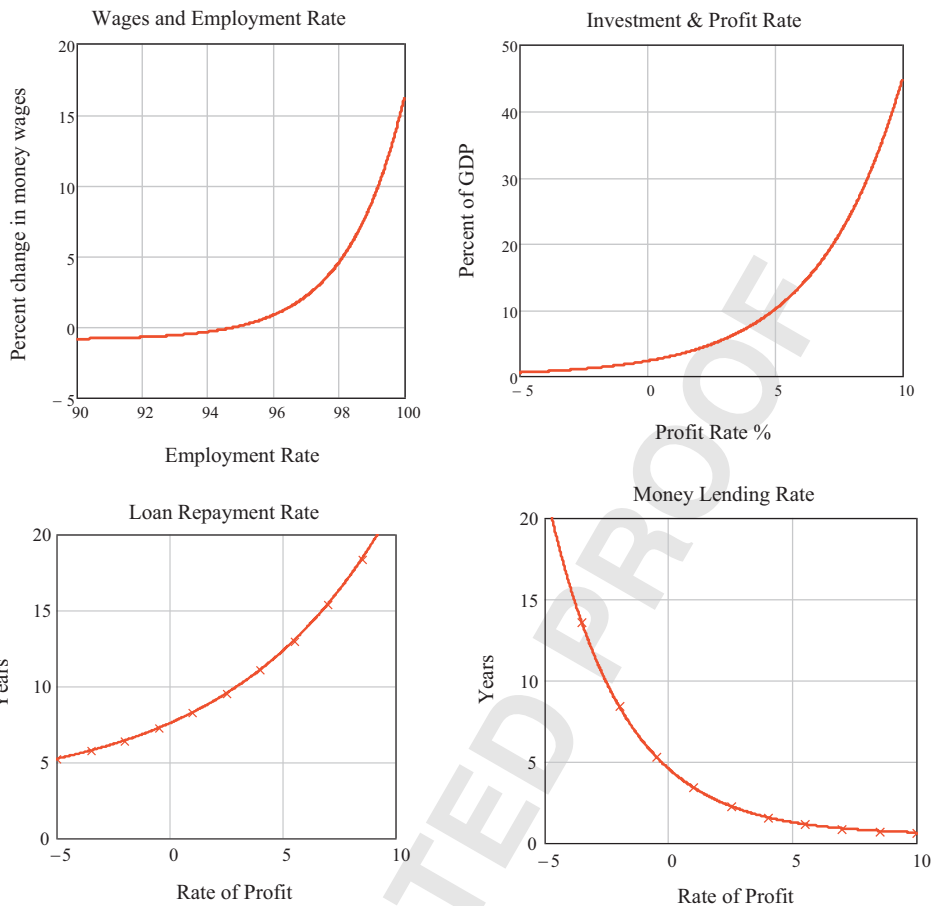 Wages and Employment Rate
20
15
10
5
0
− 5
90 92 94 96 98 100
Percent change in money wages
Employment Rate
Investment & Profit Rate
50
40
30
20
10
0
− 5 0 5 10
Percent of GDP
Profit Rate %
Loan Repayment Rate
20
15
10
5
0
−5 0 5 10
Years
Rate of Profit
Money Lending Rate
20
15
10
5
0
−5 0 5 10
Years
Rate of Profit
TED PROOF